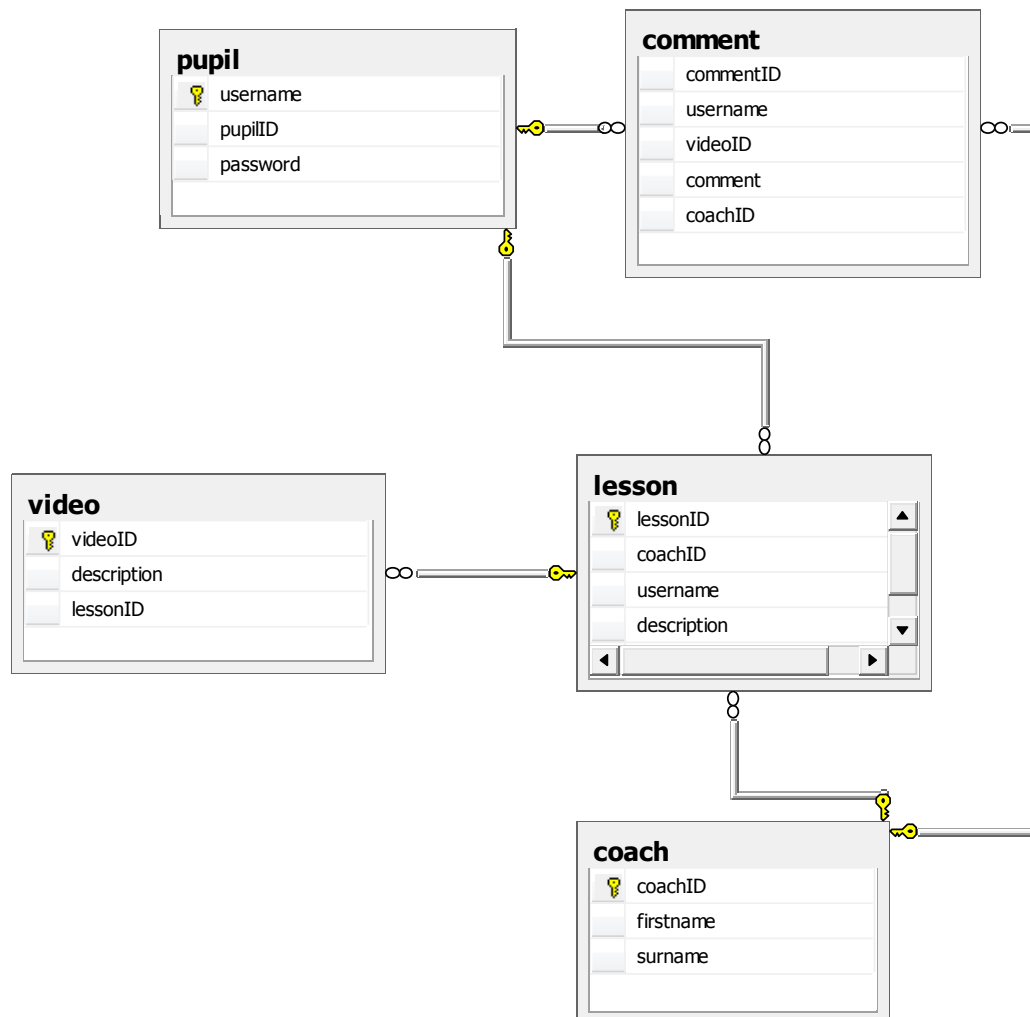 pupil
username
pupilID
password
comment
commentID
username
videoID
comment
coachID
video
videoID
description
lessonID
lesson
lessonID
coachID
username
description
coach
coachID
firstname
surname